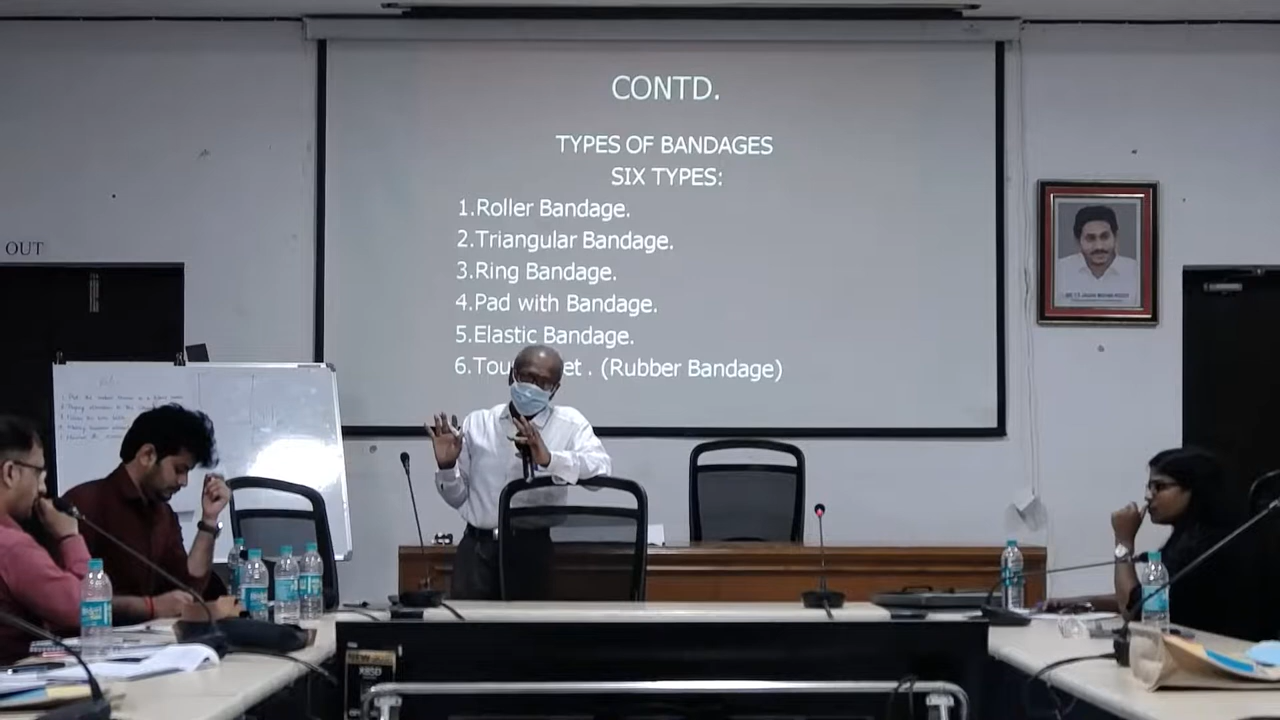 CONTD.
TYPES OF BANDAGES
SIX TYPES:
1.Roller Bandage.
2.Triangular Bandage.
3.Ring Bandage.
4.Pad with Bandage.
5.Elastic Bandage.
6.Tou et . (Rubber Bandage)
OUT